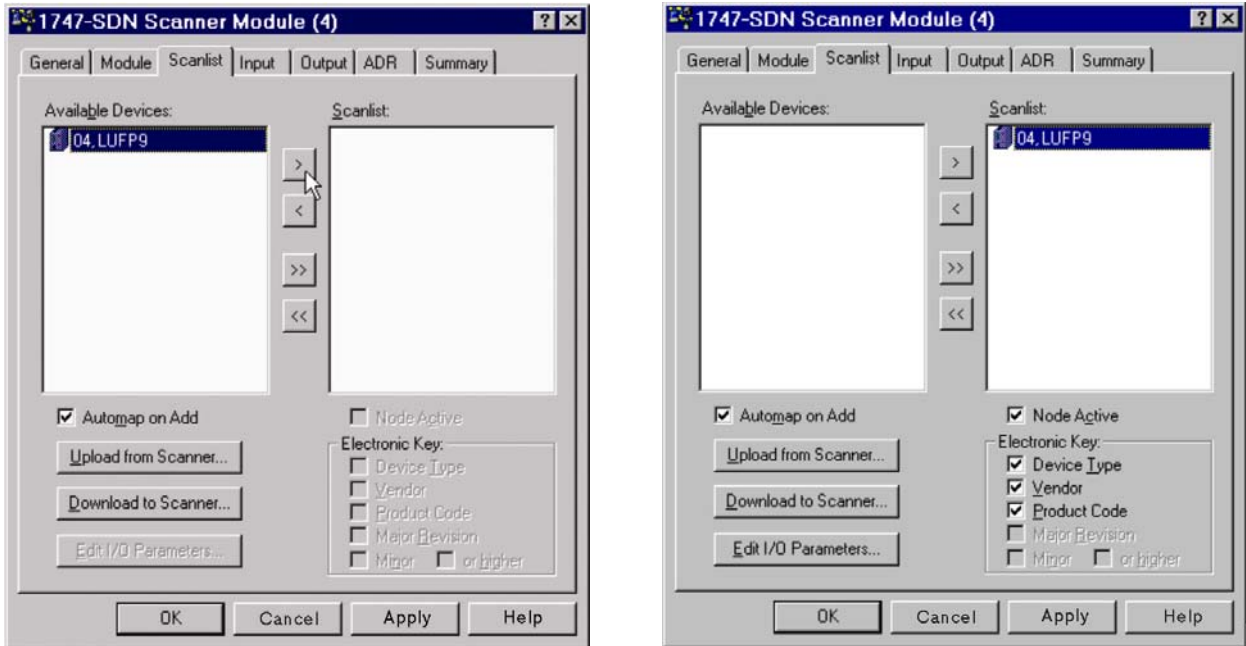 1747-SDN Scanner Module (4)
General Module Scanlist Input Output ADR Summary
Available Devices: Scanlist:
04, LUFP9
>
<
>>
<<
Automap on Add Node Active
Upload from Scanner... Electronic Key:
Device Type
Vendor
Download to Scanner... Product Code
Major Revision
Edit I/O Parameters... Minor or higher
OK Cancel Apply Help
1747-SDN Scanner Module (4)
General Module Scanlist Input Output ADR Summary
Available Devices: Scanlist:
04, LUFP9
>
<
>>
<<
Automap on Add Node Active
Upload from Scanner... Electronic Key:
Device Type
Vendor
Download to Scanner... Product Code
Major Revision
Edit I/O Parameters... Minor or higher
OK Cancel Apply Help